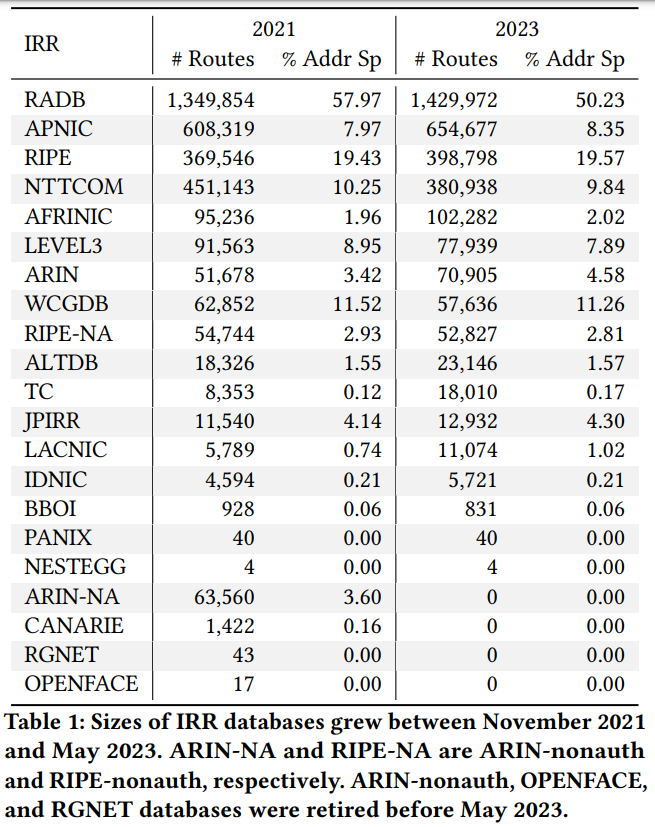 IRR 2021 2023
# Routes % Addr Sp # Routes % Addr Sp
RADB 1,349,854 57.97 1,429,972 50.23
APNIC 608,319 7.97 654,677 8.35
RIPE 369,546 19.43 398,798 19.57
NTTCOM 451,143 10.25 380,938 9.84
AFRINIC 95,236 1.96 102,282 2.02
LEVEL3 91,563 8.95 77,939 7.89
ARIN 51,678 3.42 70,905 4.58
WCGDB 62,852 11.52 57,636 11.26
RIPE-NA 54,744 2.93 52,827 2.81
ALTDB 18,326 1.55 23,146 1.57
TC 8,353 0.12 18,010 0.17
JPIRR 11,540 4.14 12,932 4.30
LACNIC 5,789 0.74 11,074 1.02
IDNIC 4,594 0.21 5,721 0.21
BBOI 928 0.06 831 0.06
PANIX 40 0.00 40 0.00
NESTEGG 4 0.00 4 0.00
ARIN-NA 63,560 3.60 0 0.00
CANARIE 1,422 0.16 0 0.00
RGNET 43 0.00 0 0.00
OPENFACE 17 0.00 0 0.00
Table 1: Sizes of IRR databases grew between November 2021
and May 2023. ARIN-NA and RIPE-NA are ARIN-nonauth
and RIPE-nonauth, respectively. ARIN-nonauth, OPENFACE,
and RGNET databases were retired before May 2023.